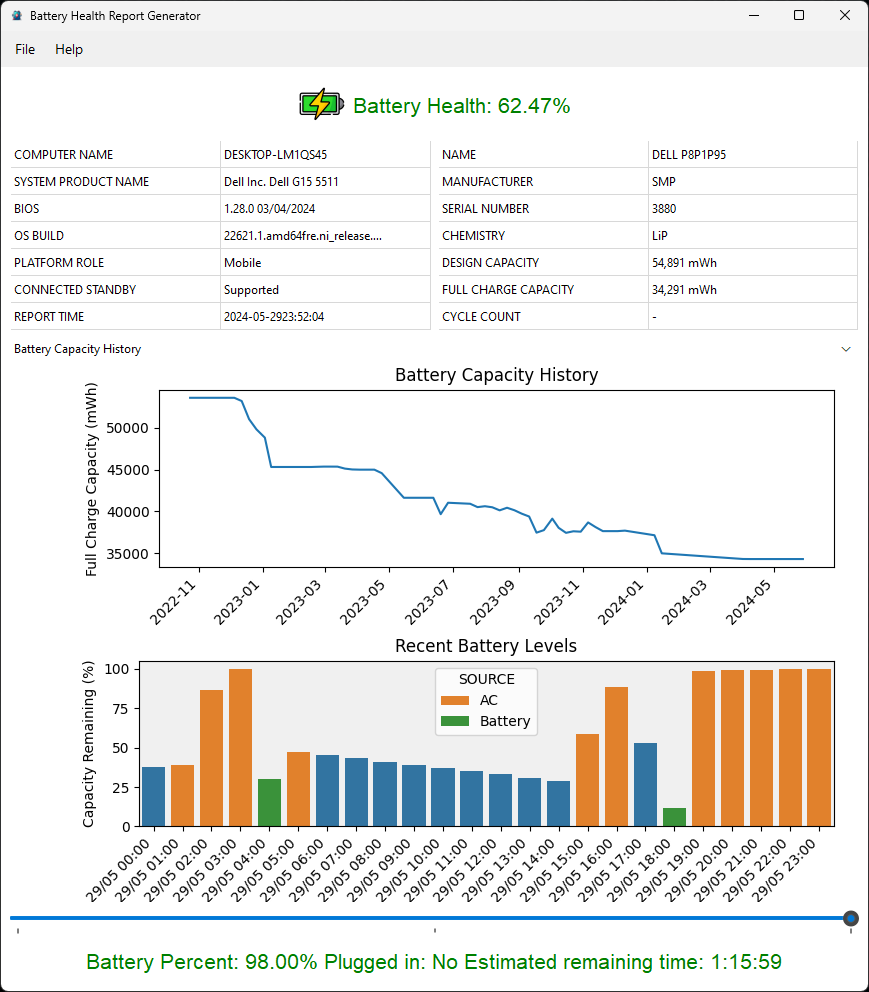 Battery Health Report Generator
File Help
Battery Health: 62.47%
COMPUTER NAME DESKTOP-LM1QS45 NAME DELL P8P1P95
SYSTEM PRODUCT NAME Dell Inc. Dell G15 5511 MANUFACTURER SMP
BIOS 1.28.0 03/04/2024 SERIAL NUMBER 3880
OS BUILD 22621.1.amd64fre.ni_release.... CHEMISTRY LiP
PLATFORM ROLE Mobile DESIGN CAPACITY 54,891 mWh
CONNECTED STANDBY Supported FULL CHARGE CAPACITY 34,291 mWh
REPORT TIME 2024-05-2923:52:04 CYCLE COUNT -
Battery Capacity History
Battery Capacity History
Full Charge Capacity (mWh)
50000
45000
40000
35000
2022-11 2023-01 2023-03 2023-05 2023-07 2023-09 2023-11 2024-01 2024-03 2024-05
Recent Battery Levels
Capacity Remaining (%)
100
75
50
25
0
SOURCE
AC
Battery
29/05 00:00 29/05 01:00 29/05 02:00 29/05 03:00 29/05 04:00 29/05 05:00 29/05 06:00 29/05 07:00 29/05 08:00 29/05 09:00 29/05 10:00 29/05 11:00 29/05 12:00 29/05 13:00 29/05 14:00 29/05 15:00 29/05 16:00 29/05 17:00 29/05 18:00 29/05 19:00 29/05 20:00 29/05 21:00 29/05 22:00 29/05 23:00
Battery Percent: 98.00% Plugged in: No Estimated remaining time: 1:15:59